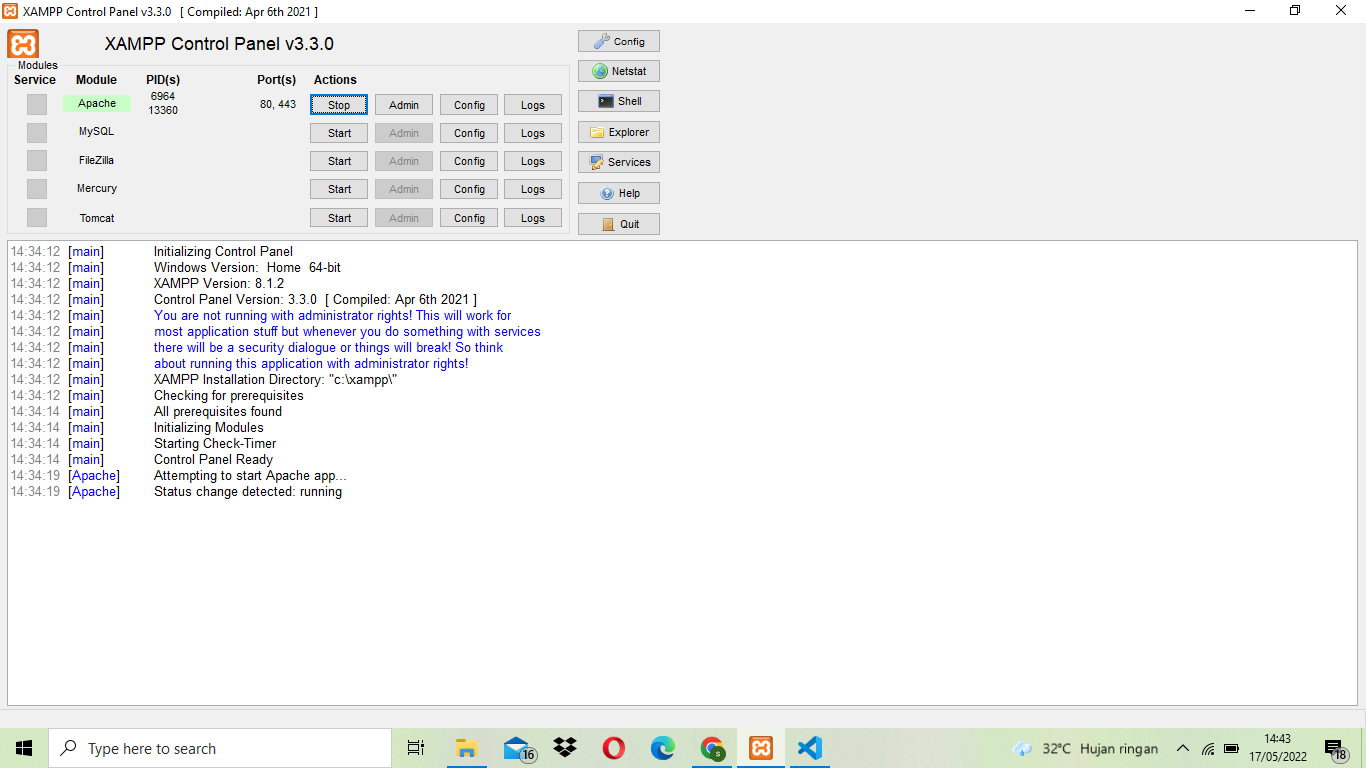 XAMPP Control Panel v3.3.0 [ Compiled: Apr 6th 2021 ]
XAMPP Control Panel v3.3.0
Config
Modules
Service Module PID(s) Port(s) Actions
Netstat
Apache 6964 13360 80, 443 Stop Admin Config Logs
Shell
MySQL Start Admin Config Logs
Explorer
FileZilla Start Admin Config Logs
Services
Mercury Start Admin Config Logs
Help
Tomcat Start Admin Config Logs
Quit
14:34:12 [main] Initializing Control Panel
14:34:12 [main] Windows Version: Home 64-bit
14:34:12 [main] XAMPP Version: 8.1.2
14:34:12 [main] Control Panel Version: 3.3.0 [ Compiled: Apr 6th 2021 ]
14:34:12 [main] You are not running with administrator rights! This will work for
14:34:12 [main] most application stuff but whenever you do something with services
14:34:12 [main] there will be a security dialogue or things will break! So think
14:34:12 [main] about running this application with administrator rights!
14:34:12 [main] XAMPP Installation Directory: "c:\xampp\"
14:34:12 [main] Checking for prerequisites
14:34:14 [main] All prerequisites found
14:34:14 [main] Initializing Modules
14:34:14 [main] Starting Check-Timer
14:34:14 [main] Control Panel Ready
14:34:19 [Apache] Attempting to start Apache app...
14:34:19 [Apache] Status change detected: running
Type here to search
16
S
32°C Hujan ringan
14:43
17/05/2022
18